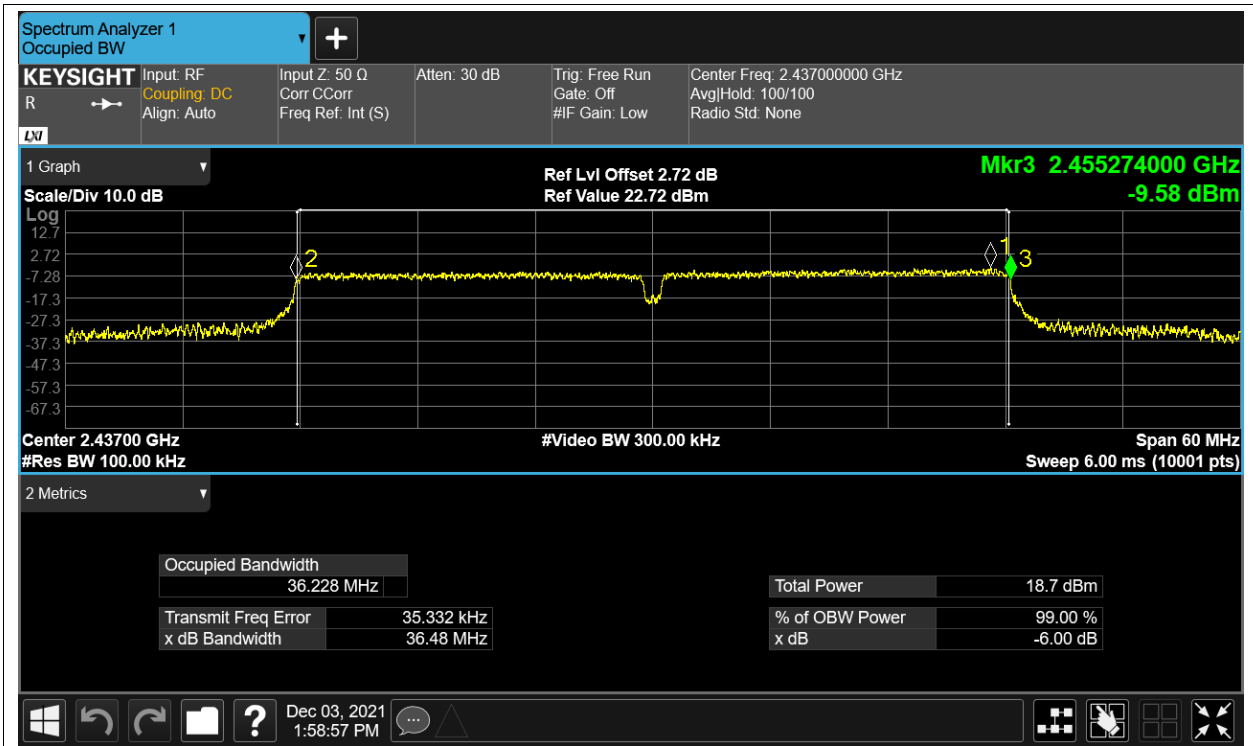 Spectrum Analyzer 1
Occupied BW
KEYSIGHT
R
LXI
Input: RF
Coupling: DC
Align: Auto
Input Z: 50 Ω
Corr CCorr
Freq Ref: Int (S)
Atten: 30 dB
Trig: Free Run
Gate: Off
#IF Gain: Low
Center Freq: 2.437000000 GHz
Avg|Hold: 100/100
Radio Std: None
1 Graph
Scale/Div 10.0 dB
Ref Lvl Offset 2.72 dB
Ref Value 22.72 dBm
Mkr3 2.455274000 GHz
-9.58 dBm
Log
12.7
2.72
-7.28
-17.3
-27.3
-37.3
-47.3
-57.3
-67.3
2
1
3
Center 2.43700 GHz
#Res BW 100.00 kHz
#Video BW 300.00 kHz
Span 60 MHz
Sweep 6.00 ms (10001 pts)
2 Metrics
Occupied Bandwidth
36.228 MHz
Transmit Freq Error 35.332 kHz
x dB Bandwidth 36.48 MHz
Total Power 18.7 dBm
% of OBW Power 99.00 %
x dB -6.00 dB
?
Dec 03, 2021
1:58:57 PM